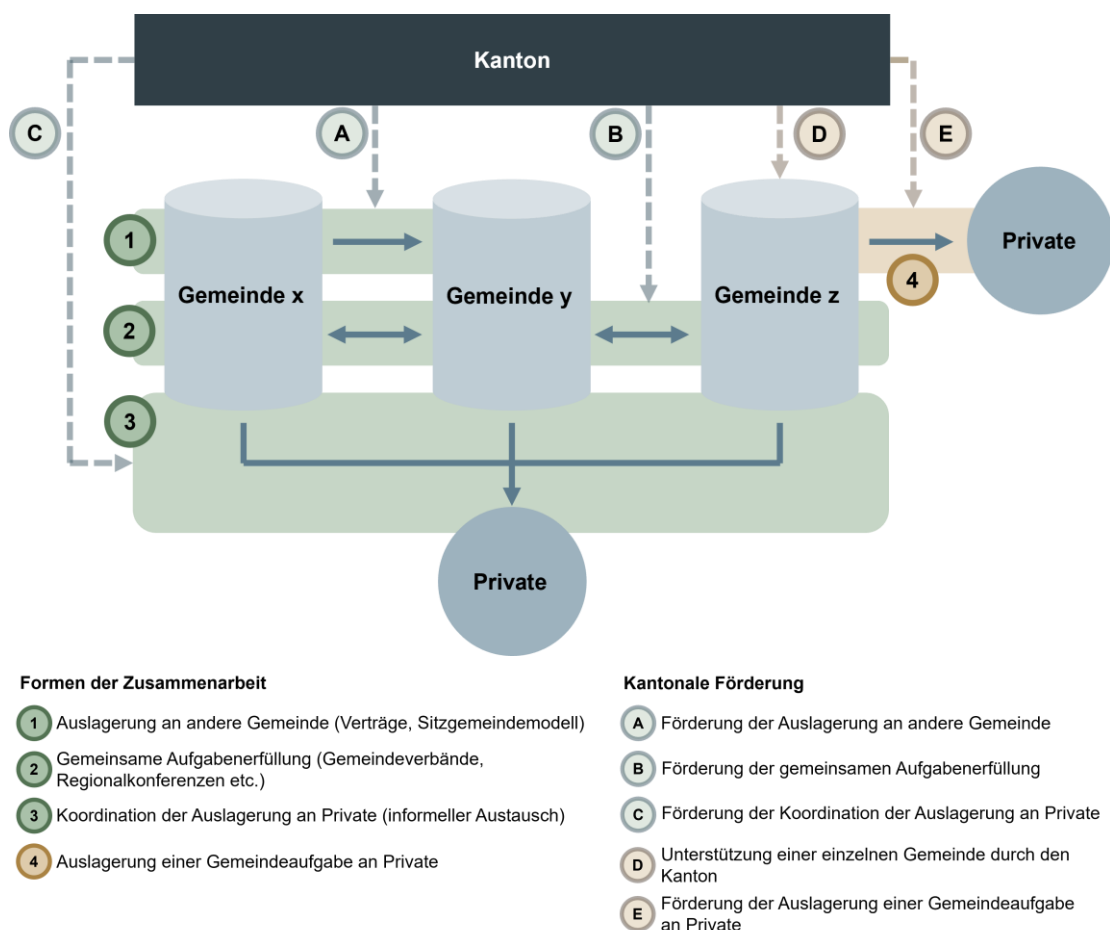 Kanton
C
A
B
D
E
1
Gemeinde x
Gemeinde y
Gemeinde z
Private
4
2
3
Private
Formen der Zusammenarbeit
1 Auslagerung an andere Gemeinde (Verträge, Sitzgemeindemodell)
2 Gemeinsame Aufgabenerfüllung (Gemeindeverbände,
Regionalkonferenzen etc.)
3 Koordination der Auslagerung an Private (informeller Austausch)
4 Auslagerung einer Gemeindeaufgabe an Private
Kantonale Förderung
A Förderung der Auslagerung an andere Gemeinde
B Förderung der gemeinsamen Aufgabenerfüllung
C Förderung der Koordination der Auslagerung an Private
D Unterstützung einer einzelnen Gemeinde durch den
Kanton
E Förderung der Auslagerung einer Gemeindeaufgabe
an Private